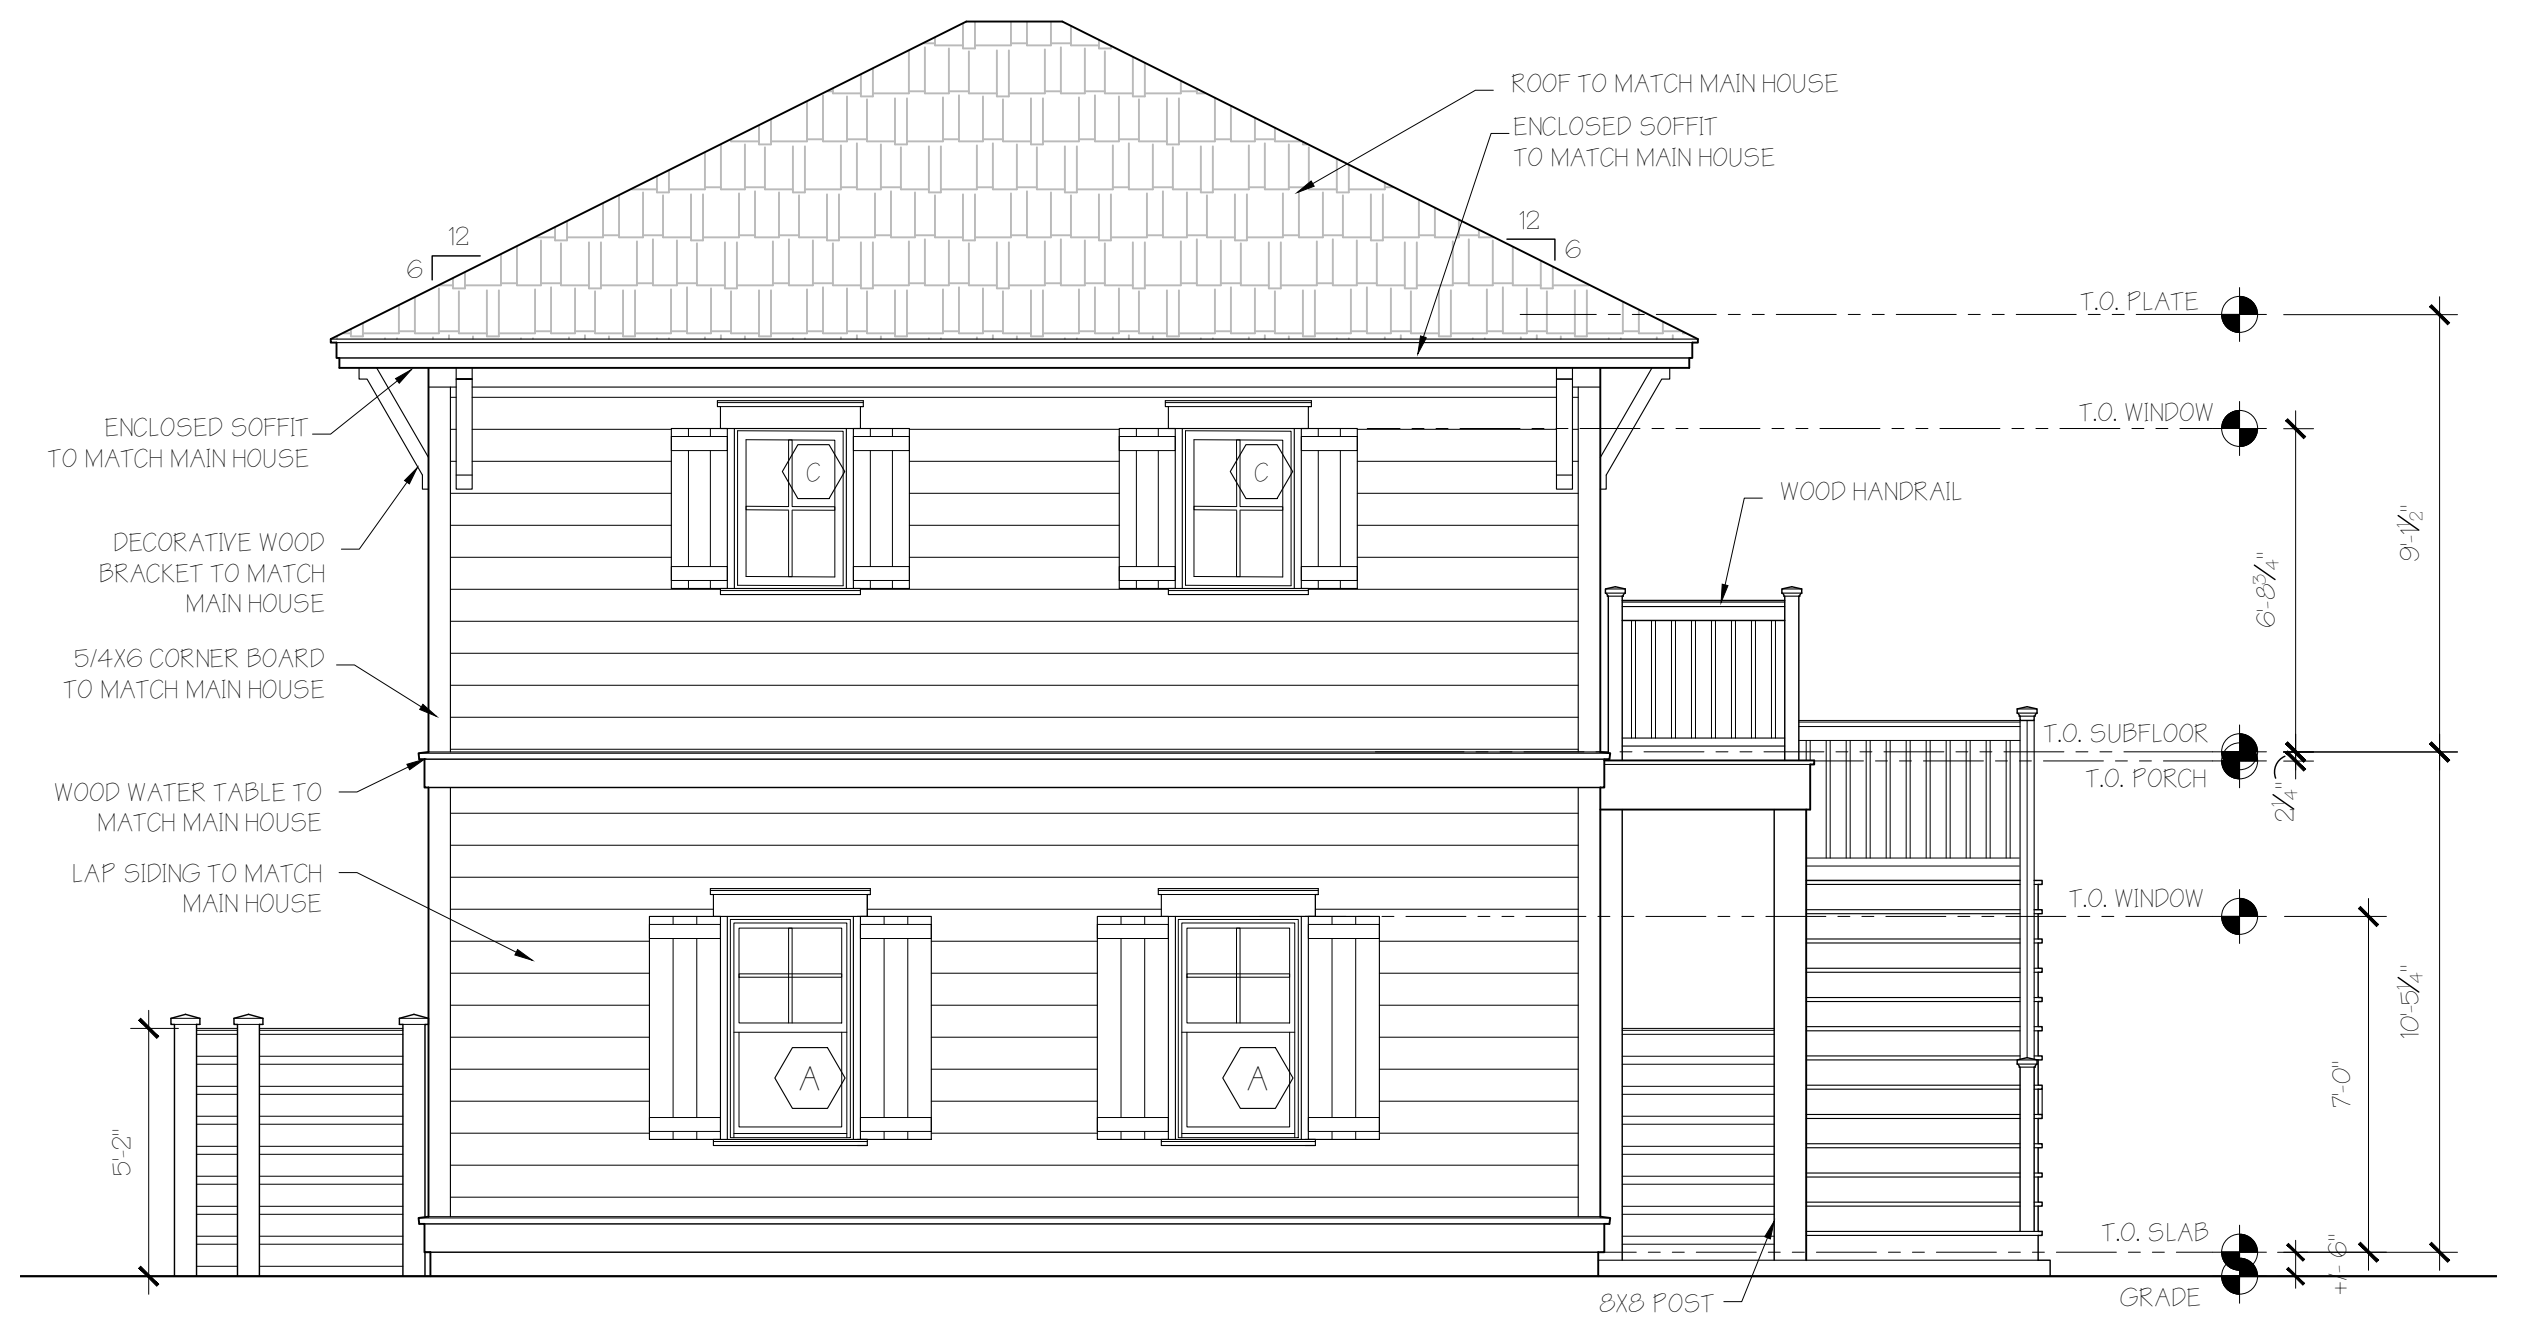 ROOF TO MATCH MAIN HOUSE
ENCLOSED SOFFIT
TO MATCH MAIN HOUSE
12
6
12
6
T.O. PLATE
T.O. WINDOW
ENCLOSED SOFFIT
TO MATCH MAIN HOUSE
C
C
WOOD HANDRAIL
DECORATIVE WOOD
BRACKET TO MATCH
MAIN HOUSE
9'-1½"
6'-8¾"
5/4X6 CORNER BOARD
TO MATCH MAIN HOUSE
T.O. SUBFLOOR
T.O. PORCH
2¼"
WOOD WATER TABLE TO
MATCH MAIN HOUSE
LAP SIDING TO MATCH
MAIN HOUSE
T.O. WINDOW
10'-5¼"
7'-0"
A
A
5'-2"
T.O. SLAB
+/- 6"
GRADE
8X8 POST